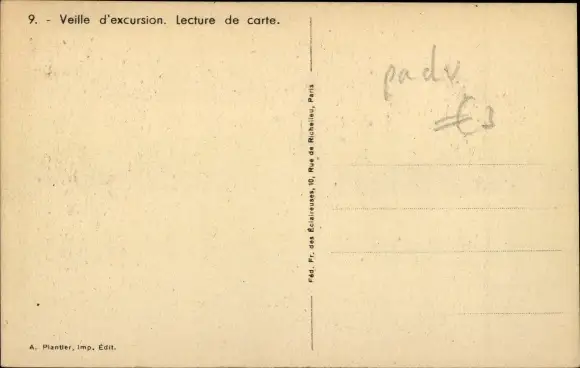 9. - Veille d'excursion. Lecture de carte.
Féd. Fr. des Éclaireuses, 10, Rue de Richelieu, Paris
padv
€3
A. Plantier, Imp. Édit.